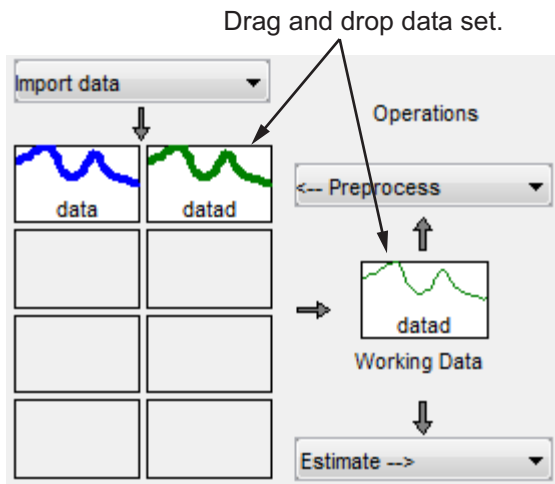 Drag and drop data set.
Import data
Operations
data
datad
<-- Preprocess
datad
Working Data
Estimate -->